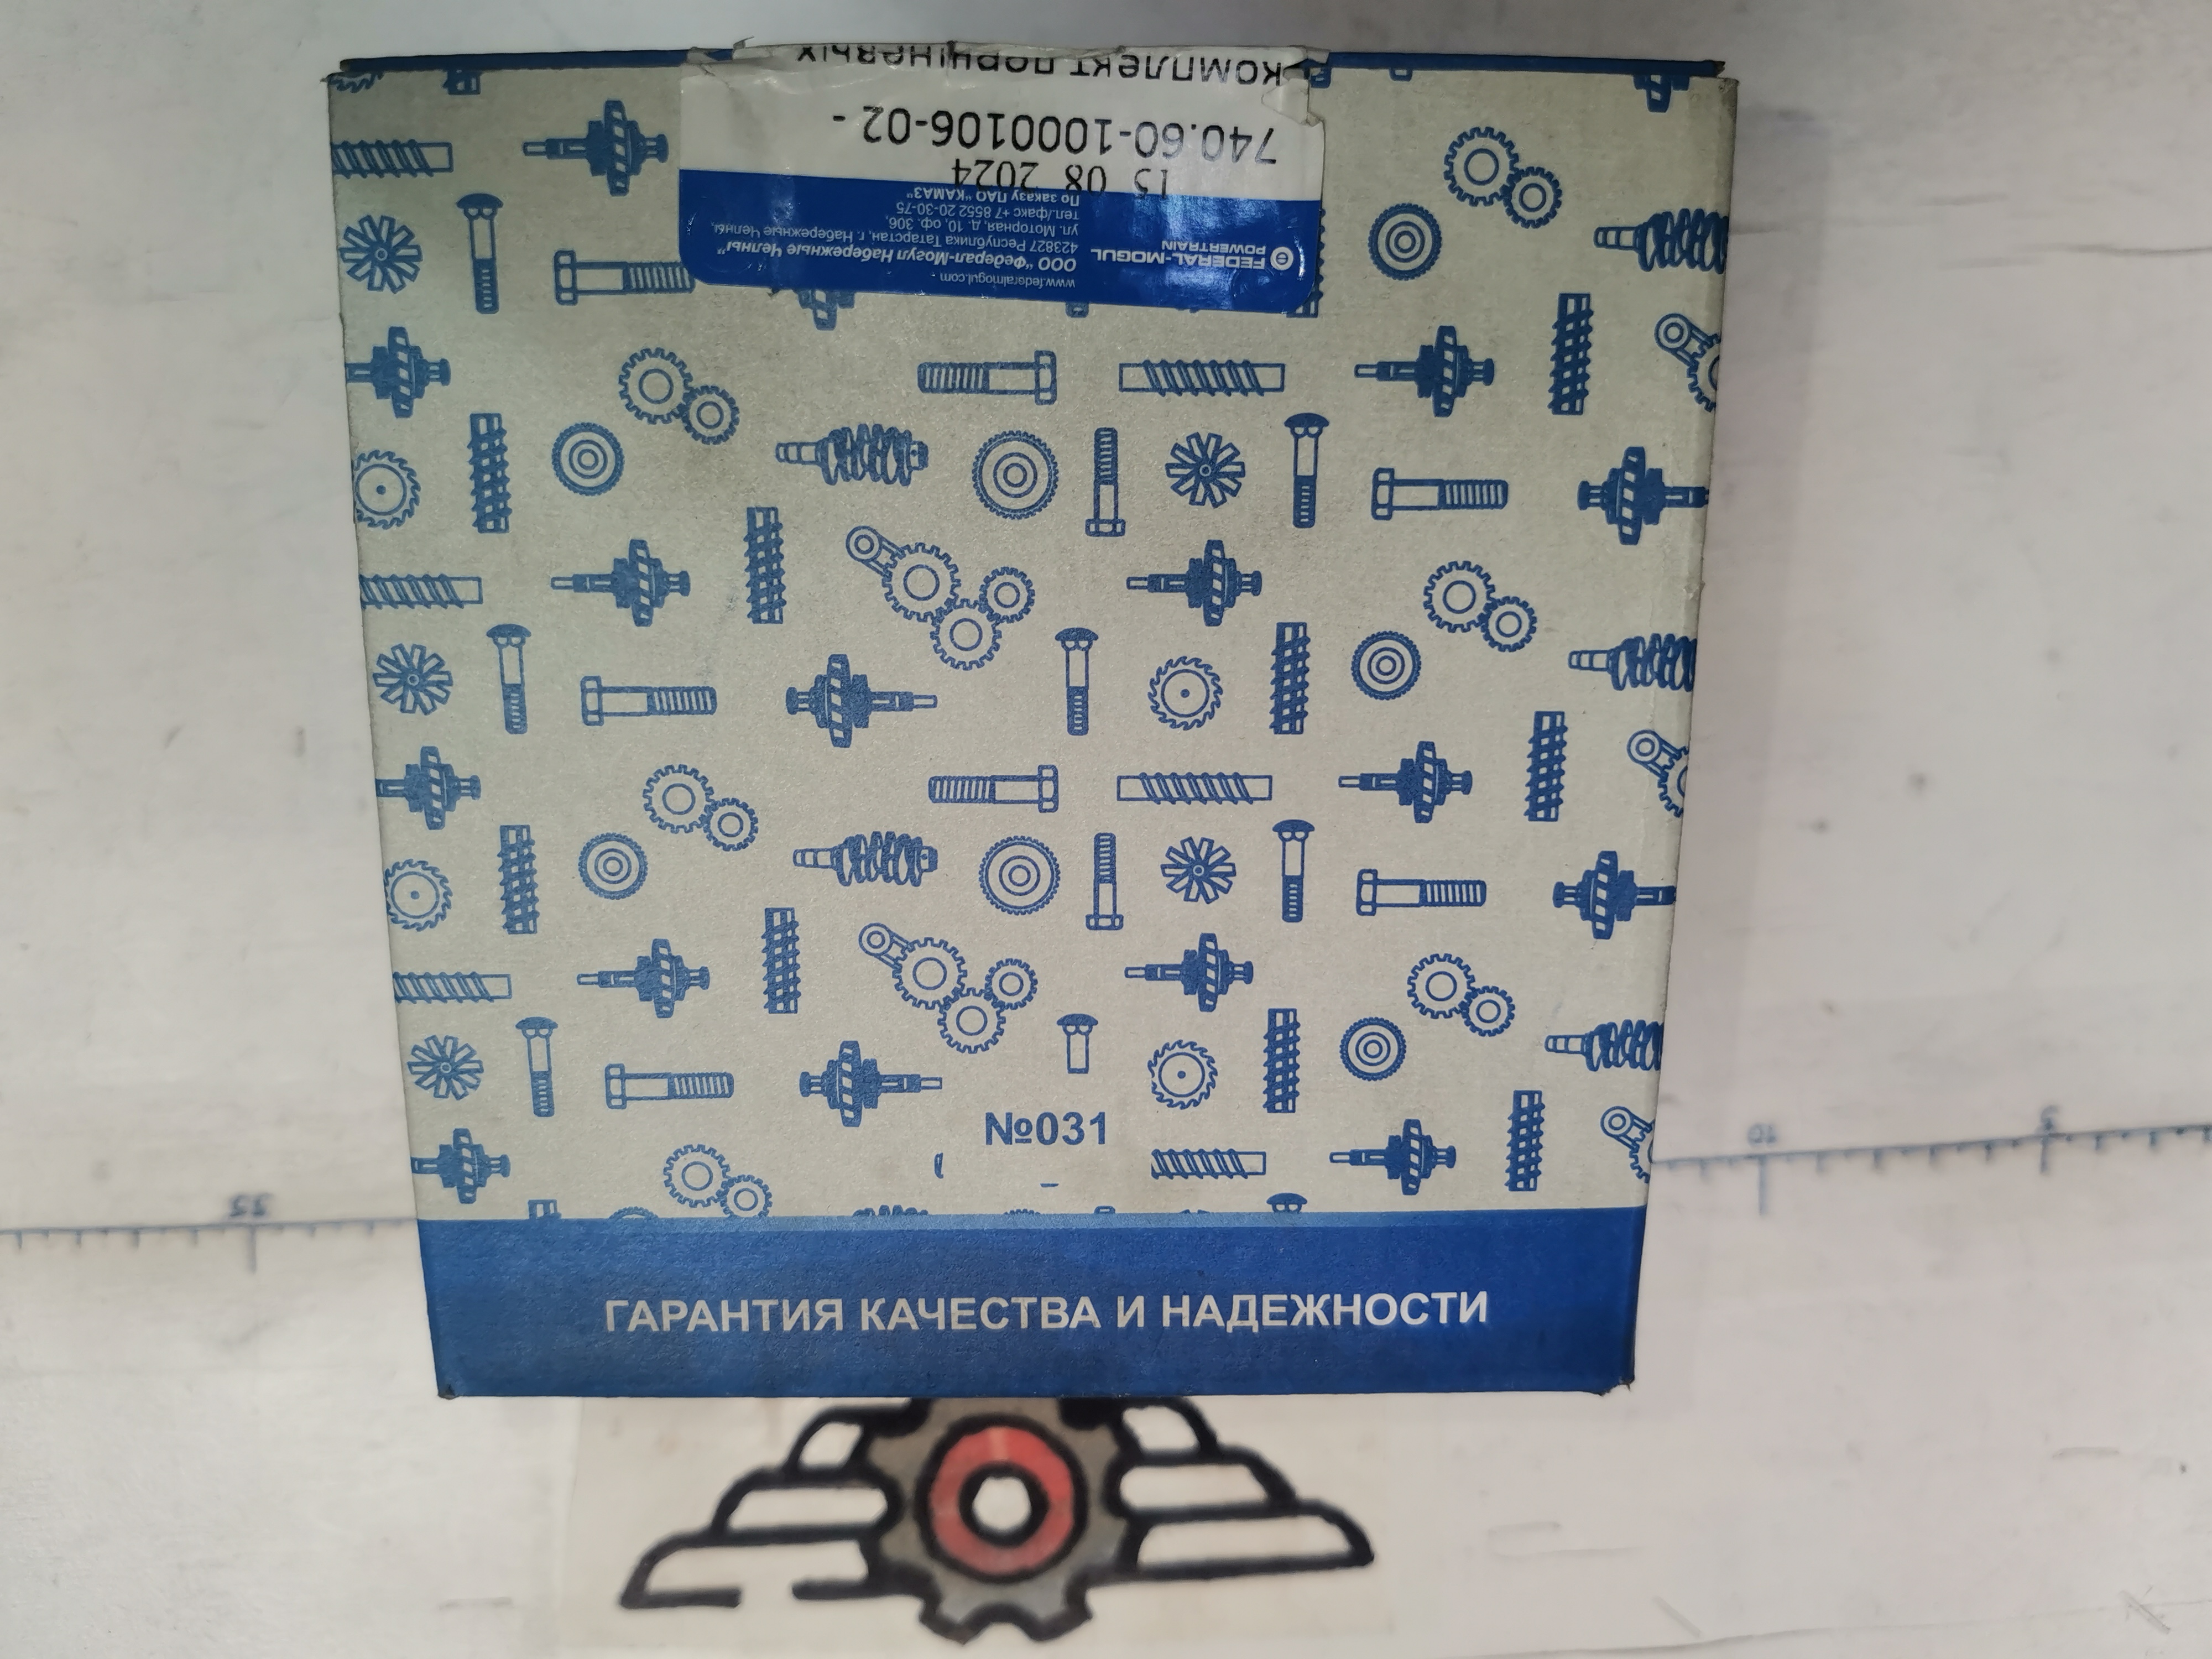 КОМПЛЕКТ ПОРШНЕВЫХ
740.60-1000106-02 -
15 08 2024
FEDERAL-MOGUL
POWERTRAIN
По заказу ПАО "КАМАЗ"
тел./факс +7 8552 20-30-75
ул. Моторная, д. 10, оф. 306,
423827 Республика Татарстан, г. Набережные Челны,
ООО "Федерал-Могул Набережные Челны"
www.federalmogul.com
№031
ГАРАНТИЯ КАЧЕСТВА И НАДЕЖНОСТИ
10